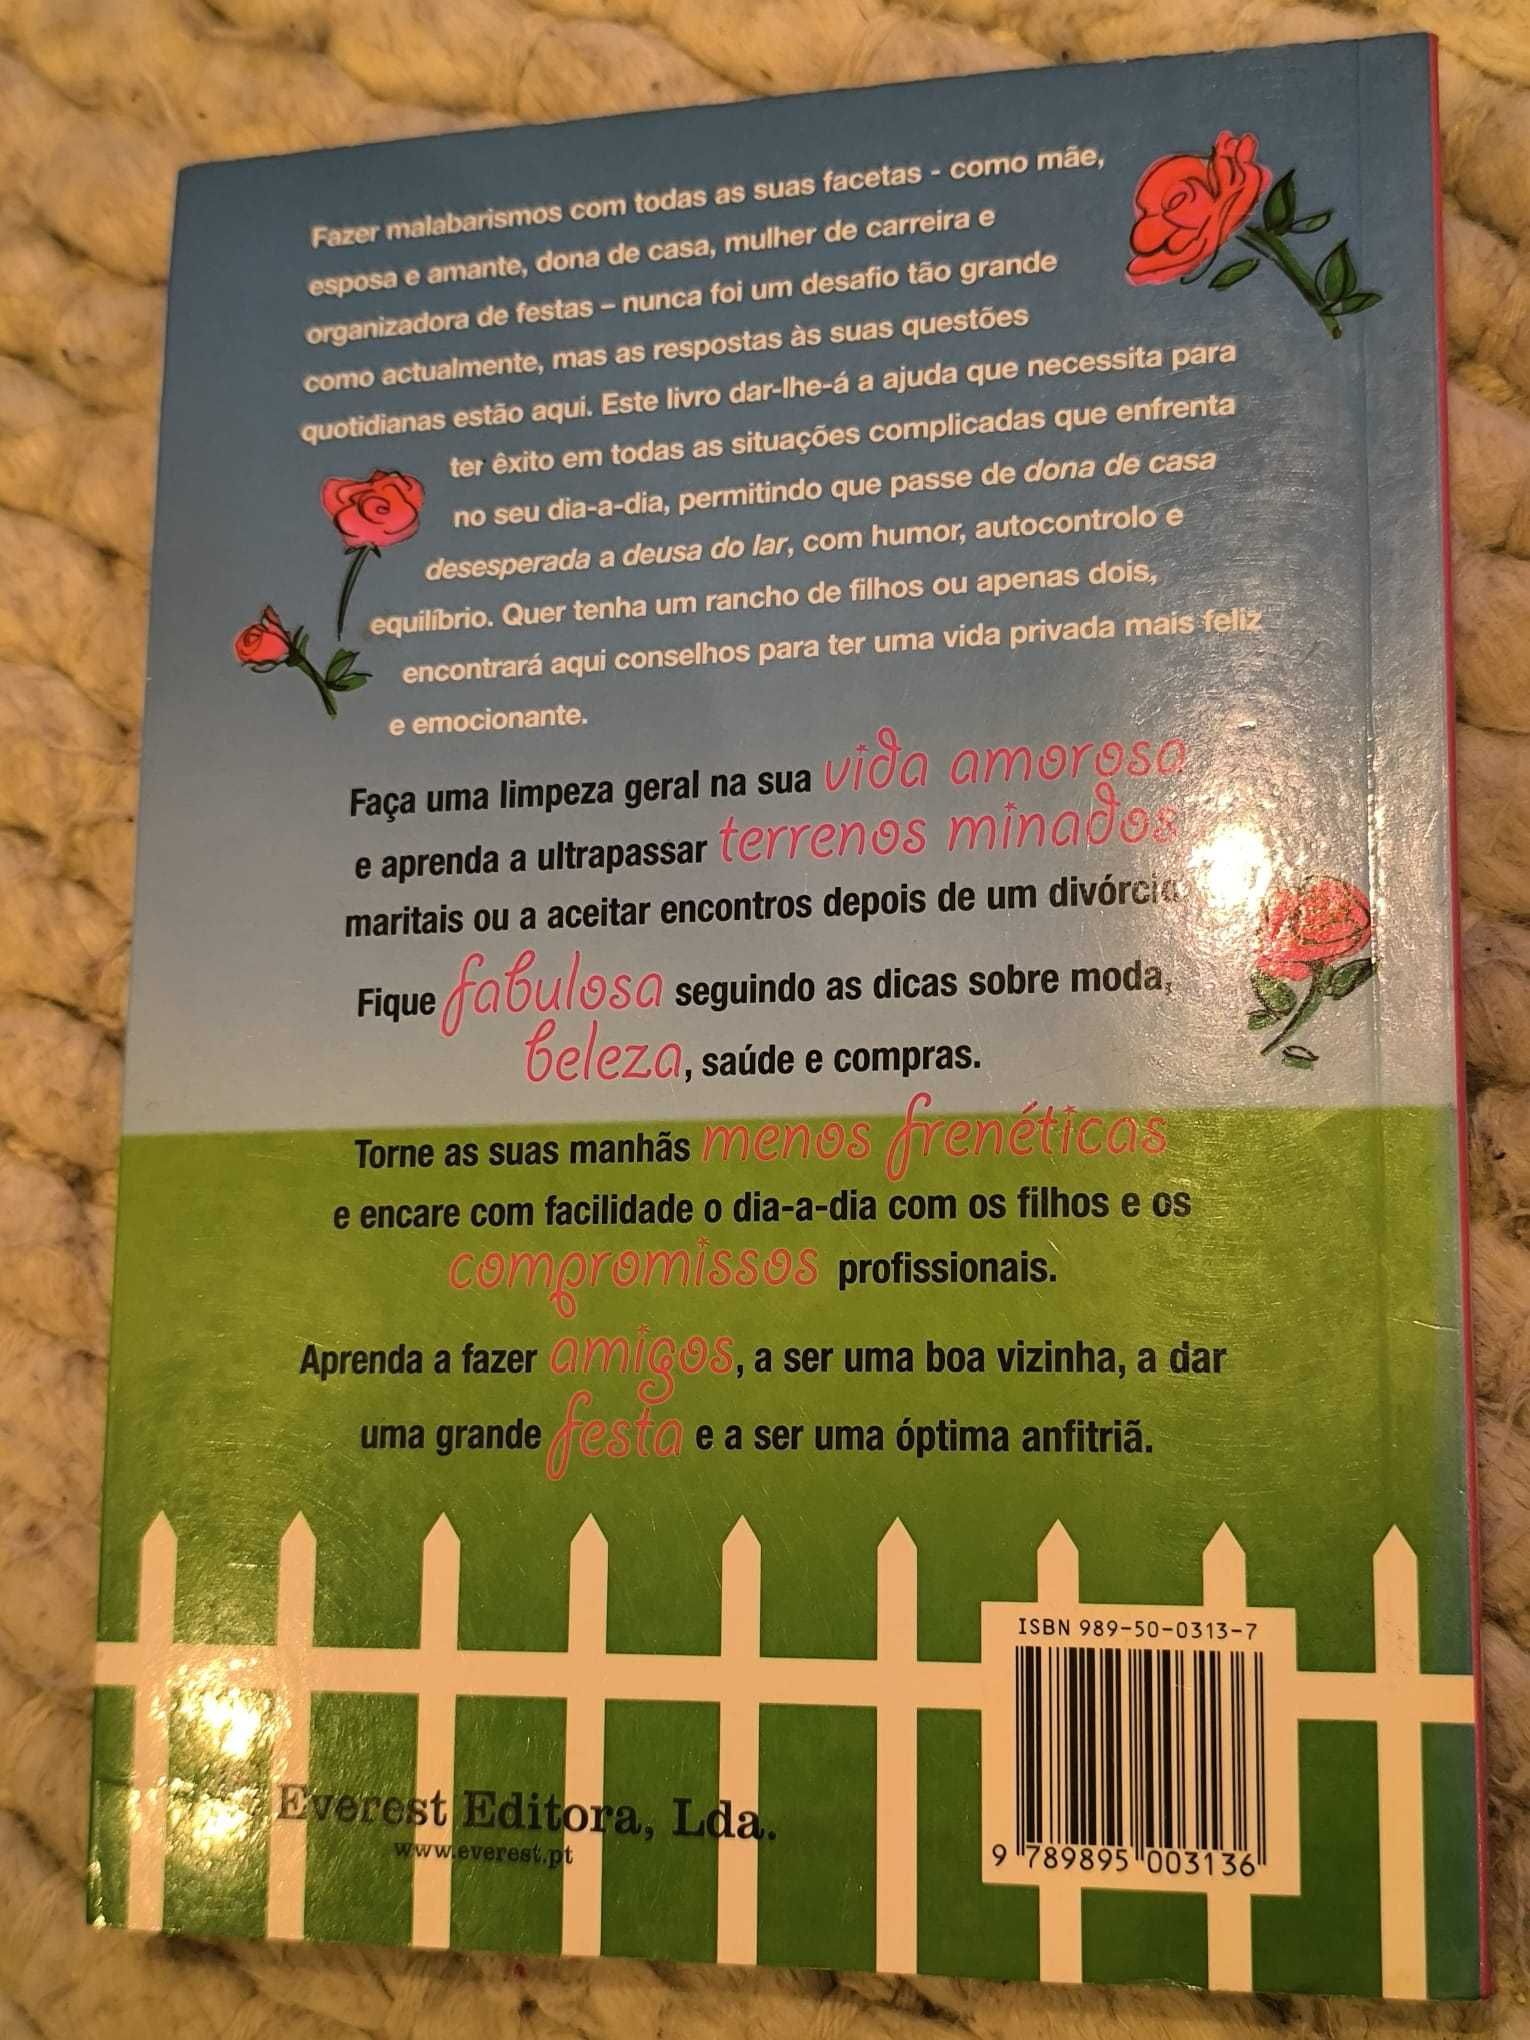 Fazer malabarismos com todas as suas facetas - como mãe,
esposa e amante, dona de casa, mulher de carreira e
organizadora de festas – nunca foi um desafio tão grande
como actualmente, mas as respostas às suas questões
quotidianas estão aqui. Este livro dar-lhe-á a ajuda que necessita para
ter êxito em todas as situações complicadas que enfrenta
no seu dia-a-dia, permitindo que passe de dona de casa
desesperada a deusa do lar, com humor, autocontrolo e
equilíbrio. Quer tenha um rancho de filhos ou apenas dois,
encontrará aqui conselhos para ter uma vida privada mais feliz
e emocionante.
Faça uma limpeza geral na sua vida amorosa
e aprenda a ultrapassar terrenos minados
maritais ou a aceitar encontros depois de um divórcio
Fique fabulosa seguindo as dicas sobre moda,
beleza, saúde e compras.
Torne as suas manhãs menos frenéticas
e encare com facilidade o dia-a-dia com os filhos e os
compromissos profissionais.
Aprenda a fazer amigos, a ser uma boa vizinha, a dar
uma grande festa e a ser uma óptima anfitriã.
ISBN 989-50-0313-7
9 789895 003136
Everest Editora, Lda.
www.everest.pt